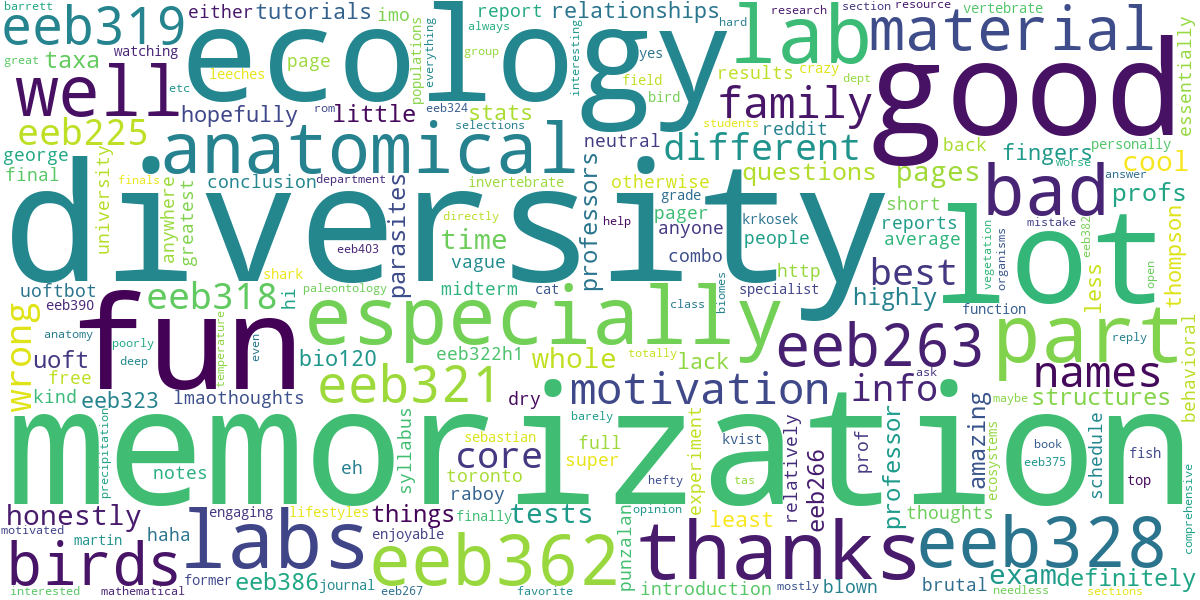 barrett
eeb319
either
tutorials
imo
report
relationships
hard
research
section
resource
vertebrate
ecology
lab
material
good
great
taxa
watching
leeches
page
populations
everything
always
group
yes
interesting
field
bird
results
crazy
dept
essentially
well
etc
hopefully
rom
little
eeb324
stats
family
students
reddit
eeb225
selections
neutral
back
fingers
personally
worse
cool
george
anatomical
different
questions
pages
answer
profs
final
university
finals
anywhere
greatest
conclusion
department
parasites
invertebrate
professors
otherwise
grade
short
bad
diversity
directly
help
pager
anyone
krkosek
people
reports
average
mistake
lot
vegetation
organisms
eeb382
thompson
eeb403
time
vague
combo
http
best
less
open
shark
paleontology
midterm
cat
class
biomes
specialist
highly
function
uoftbot
eeb390
eeb318
hi
fun
especially
eeb263
part
behavioral
wrong
anatomy
poorly
deep
temperature
even
bio120
eeb322h1
whole
totally
lack
reply
uoft
free
kind
eeb323
lmaothoughts
eeb321
dry
motivation
info
ask
names
maybe
structures
memorization
barely
precipitation
notes
syllabus
core
sebastian
toronto
raboy
eh
full
super
kvist
hefty
experiment
tas
relatively
prof
eeb266
professor
amazing
ecosystems
book
eeb375
schedule
fish
top
comprehensive
honestly
motivated
martin
haha
labs
engaging
lifestyles
enjoyable
things
finally
tests
opinion
least
thoughts
birds
former
eeb386
journal
eeb362
eeb267
favorite
punzalan
thanks
introduction
mostly
blown
brutal
eeb328
exam
needless
definitely
sections
interested
mathematical